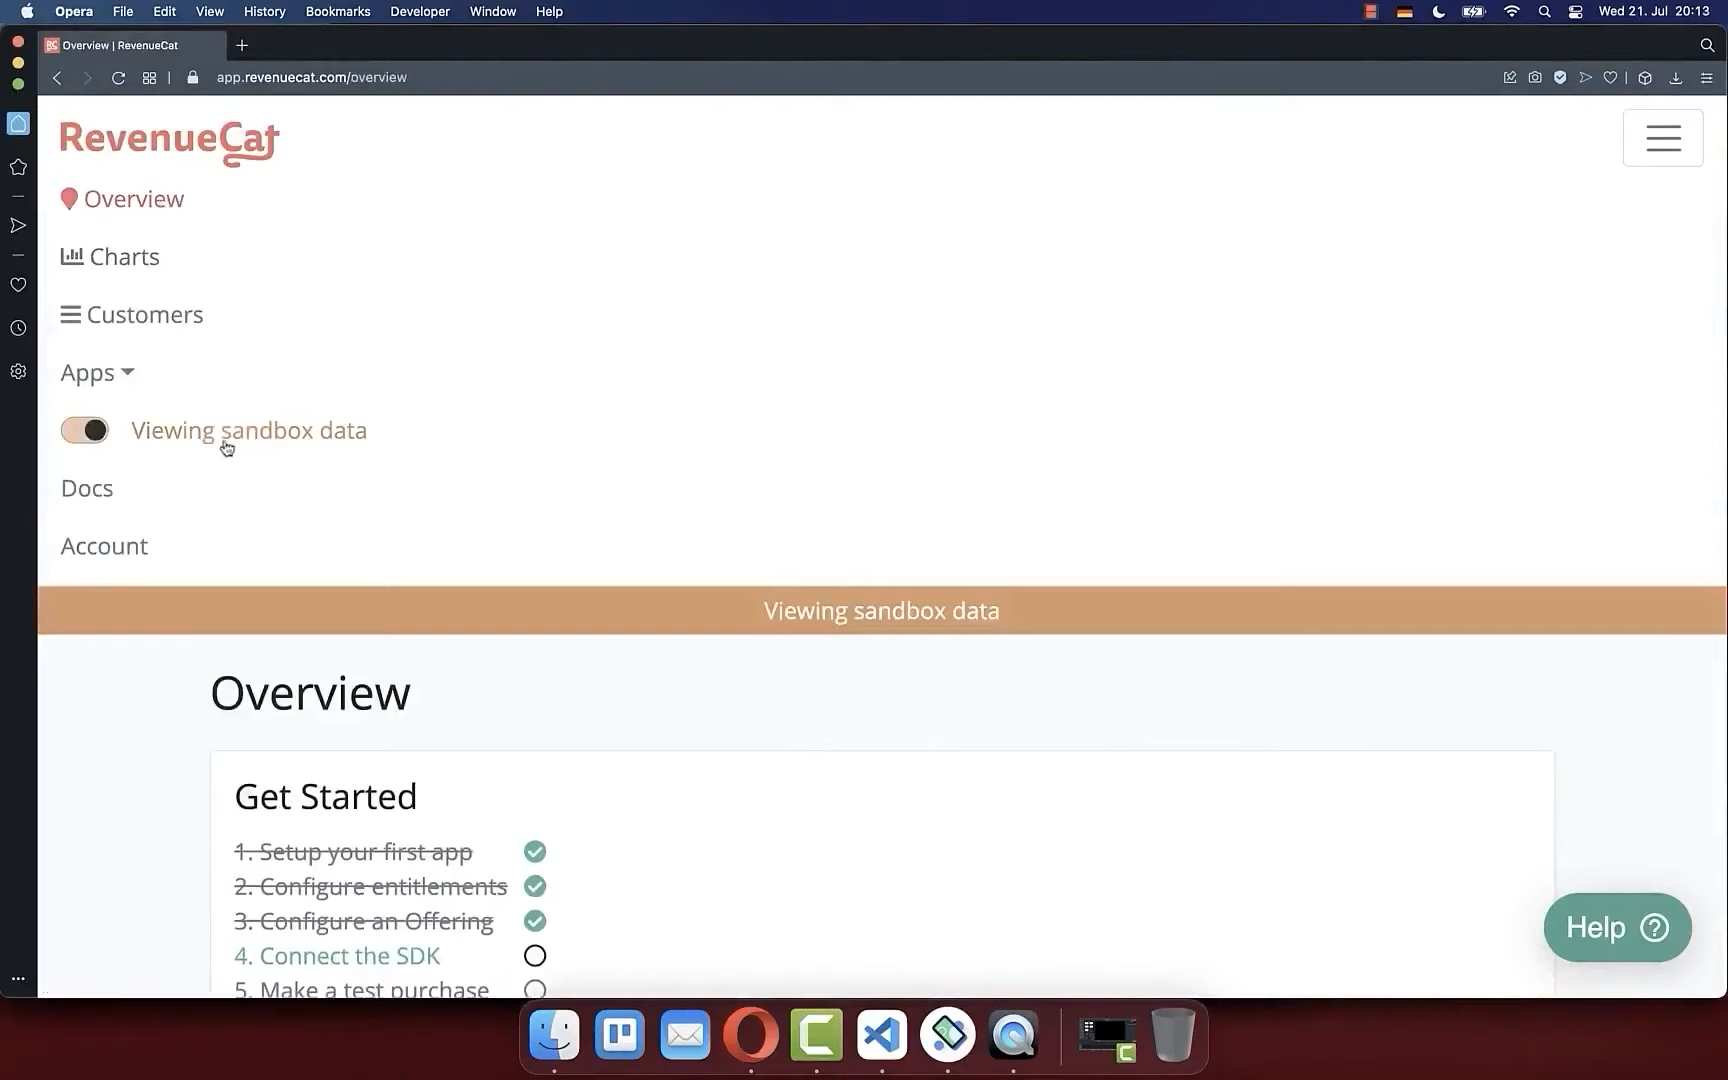 Opera File Edit View History Bookmarks Developer Window Help Wed 21. Jul 20:13
RC Overview | RevenueCat
app.revenuecat.com/overview
RevenueCat
Overview
Charts
Customers
Apps
Viewing sandbox data
Docs
Account
Viewing sandbox data
Overview
Get Started
1. Setup your first app
2. Configure entitlements
3. Configure an Offering
4. Connect the SDK
5. Make a test purchase
Help